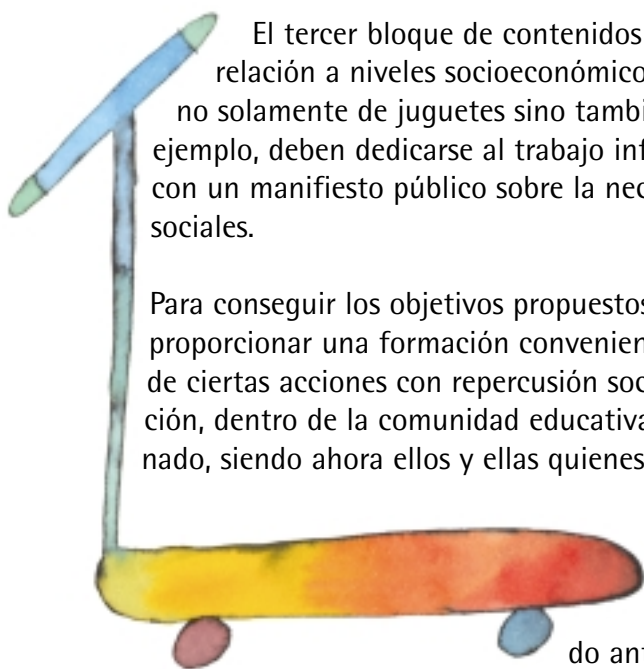 El tercer bloque de contenidos
relación a niveles socioeconómico
no solamente de juguetes sino tambi
ejemplo, deben dedicarse al trabajo inf
con un manifiesto público sobre la nec
sociales.
Para conseguir los objetivos propuestos
proporcionar una formación convenien
de ciertas acciones con repercusión soc
ción, dentro de la comunidad educativa
nado, siendo ahora ellos y ellas quienes
do ant